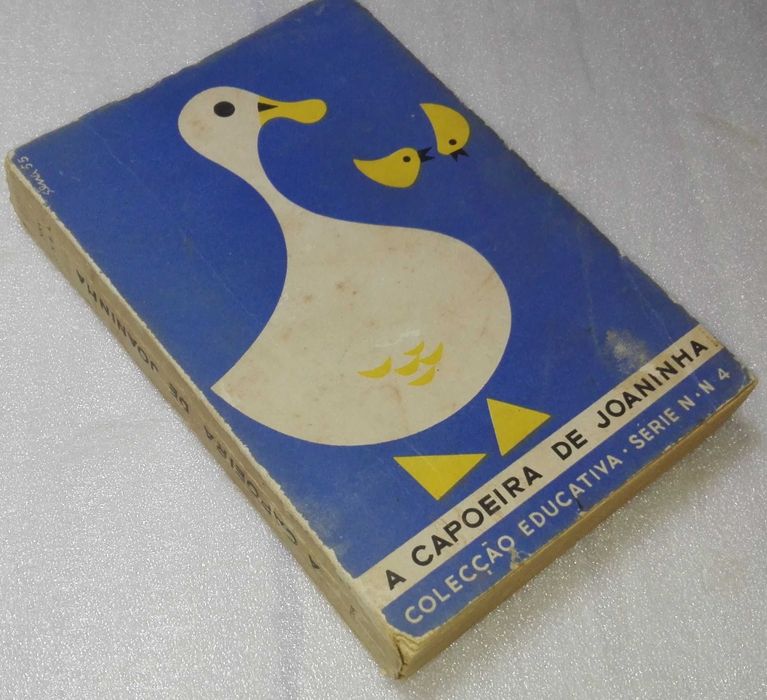 A CAPOEIRA DE JOANINHA
COLECÇÃO EDUCATIVA · SÉRIE N · N 4
A CAPOEIRA DE JOANINHA